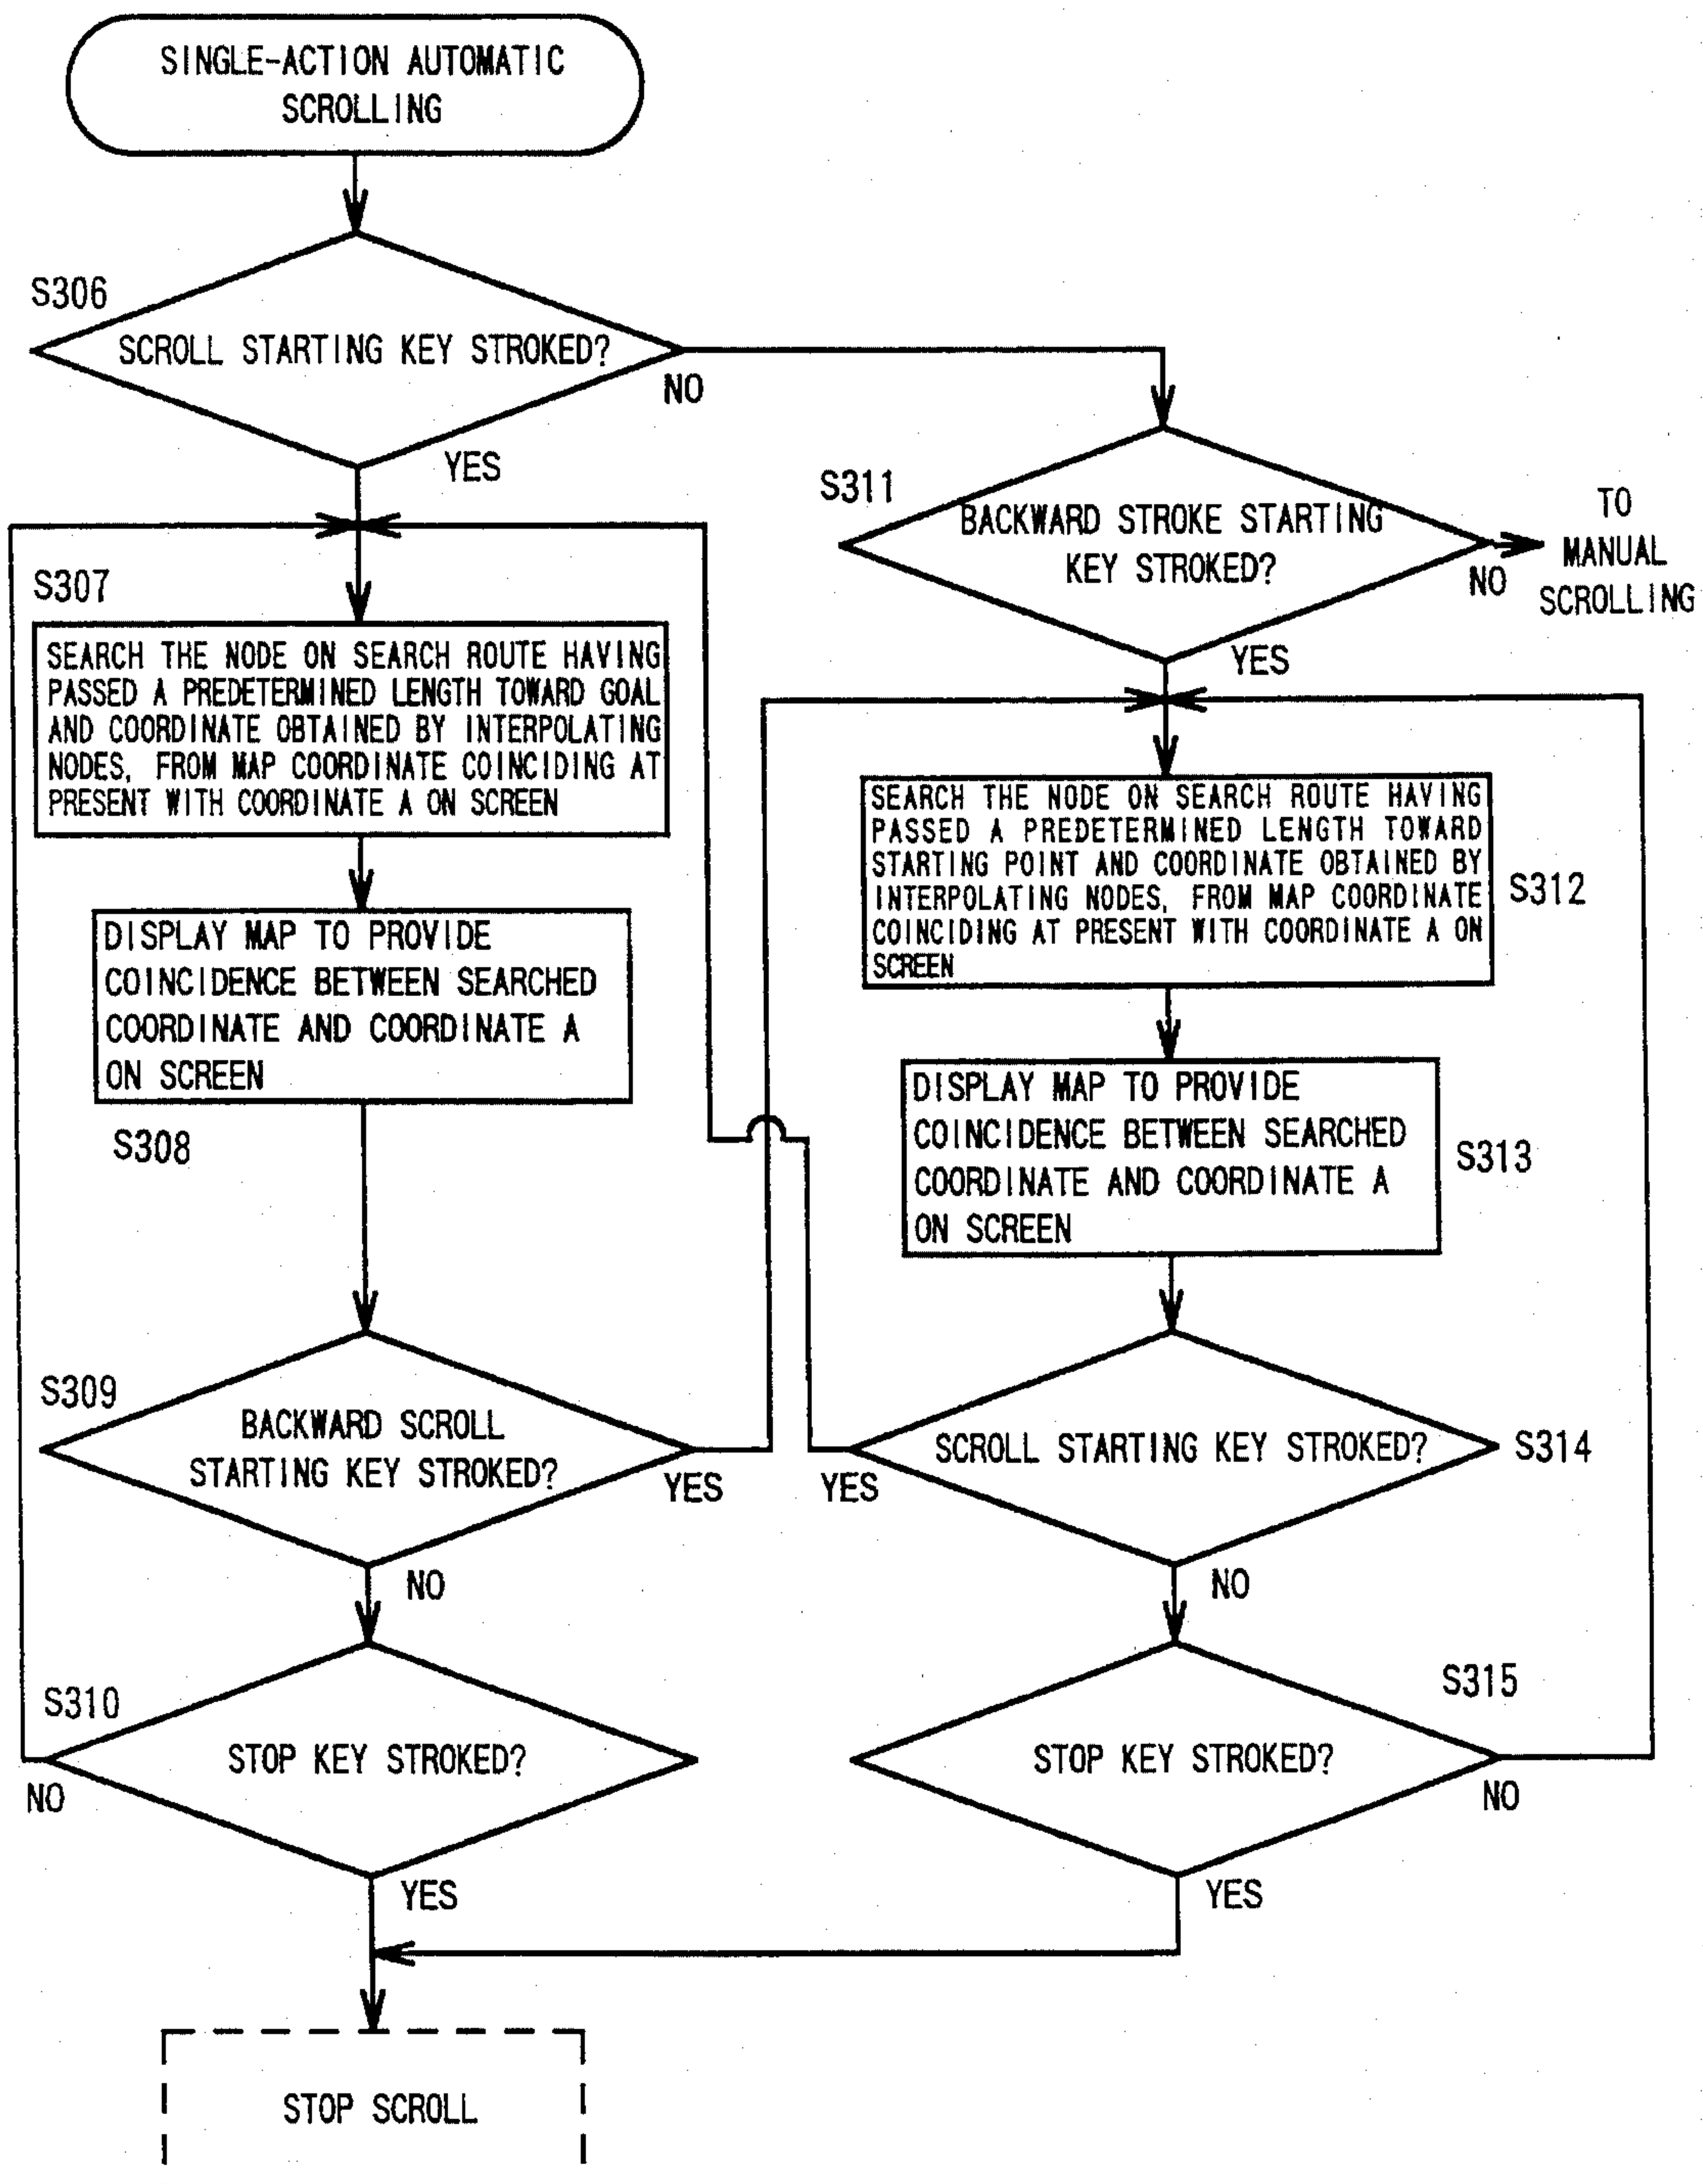 SINGLE-ACTION AUTOMATIC
SCROLLING
S306
SCROLL STARTING KEY STROKED?
NO
YES
S307
SEARCH THE NODE ON SEARCH ROUTE HAVING
PASSED A PREDETERMINED LENGTH TOWARD GOAL
AND COORDINATE OBTAINED BY INTERPOLATING
NODES, FROM MAP COORDINATE COINCIDING AT
PRESENT WITH COORDINATE A ON SCREEN
DISPLAY MAP TO PROVIDE
COINCIDENCE BETWEEN SEARCHED
COORDINATE AND COORDINATE A
ON SCREEN
S308
S309
BACKWARD SCROLL
STARTING KEY STROKED?
YES
NO
S310
STOP KEY STROKED?
NO
YES
S311
BACKWARD STROKE STARTING
KEY STROKED?
NO
TO
MANUAL
SCROLLING
YES
SEARCH THE NODE ON SEARCH ROUTE HAVING
PASSED A PREDETERMINED LENGTH TOWARD
STARTING POINT AND COORDINATE OBTAINED BY
INTERPOLATING NODES, FROM MAP COORDINATE
COINCIDING AT PRESENT WITH COORDINATE A ON
SCREEN
S312
DISPLAY MAP TO PROVIDE
COINCIDENCE BETWEEN SEARCHED
COORDINATE AND COORDINATE A
ON SCREEN
S313
SCROLL STARTING KEY STROKED?
S314
YES
NO
S315
STOP KEY STROKED?
NO
YES
STOP SCROLL